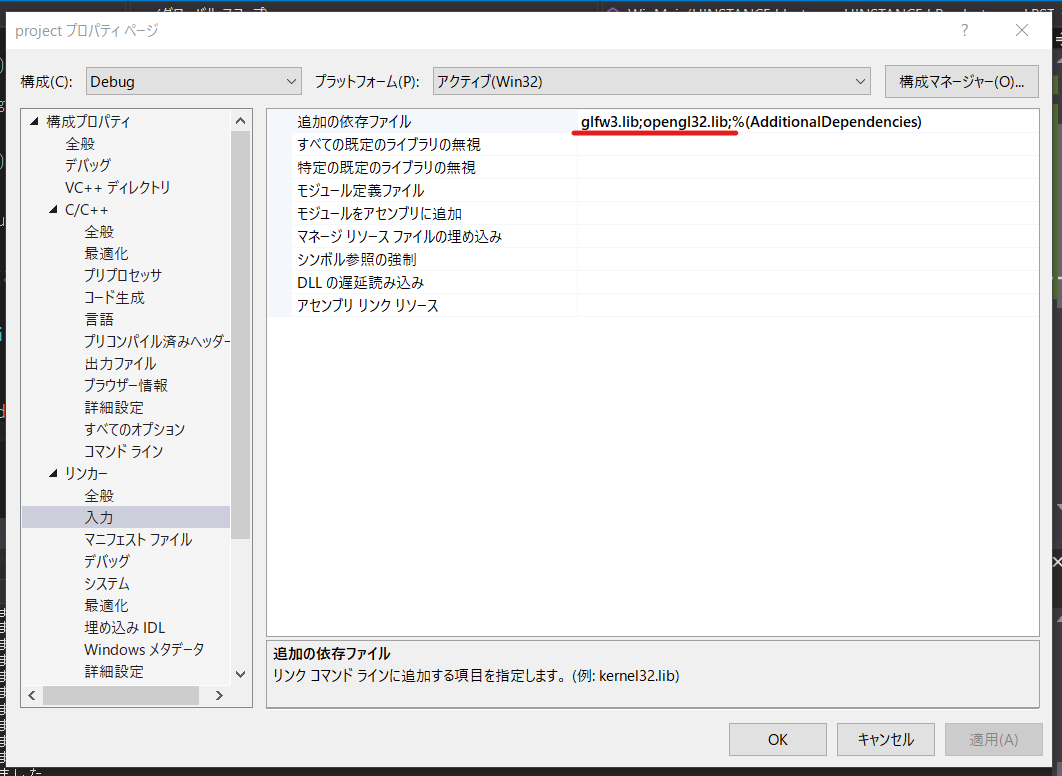 project プロパティ ページ
? ×
構成(C): Debug プラットフォーム(P): アクティブ(Win32) 構成マネージャー(O)...
構成プロパティ
全般
デバッグ
VC++ ディレクトリ
C/C++
全般
最適化
プリプロセッサ
コード生成
言語
プリコンパイル済みヘッダー
出力ファイル
ブラウザー情報
詳細設定
すべてのオプション
コマンド ライン
リンカー
全般
入力
マニフェスト ファイル
デバッグ
システム
最適化
埋め込み IDL
Windows メタデータ
詳細設定
追加の依存ファイル glfw3.lib;opengl32.lib;%(AdditionalDependencies)
すべての既定のライブラリの無視
特定の既定のライブラリの無視
モジュール定義ファイル
モジュールをアセンブリに追加
マネージ リソース ファイルの埋め込み
シンボル参照の強制
DLL の遅延読み込み
アセンブリ リンク リソース
追加の依存ファイル
リンク コマンド ラインに追加する項目を指定します。(例: kernel32.lib)
OK キャンセル 適用(A)